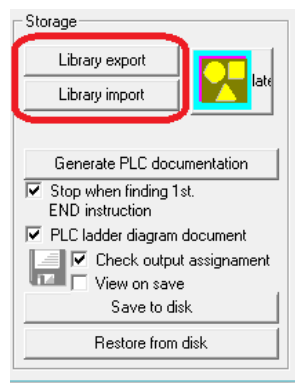 Storage
Library export
late
Library import
Generate PLC documentation
Stop when finding 1st.
END instruction
PLC ladder diagram document
Check output assignament
View on save
Save to disk
Restore from disk